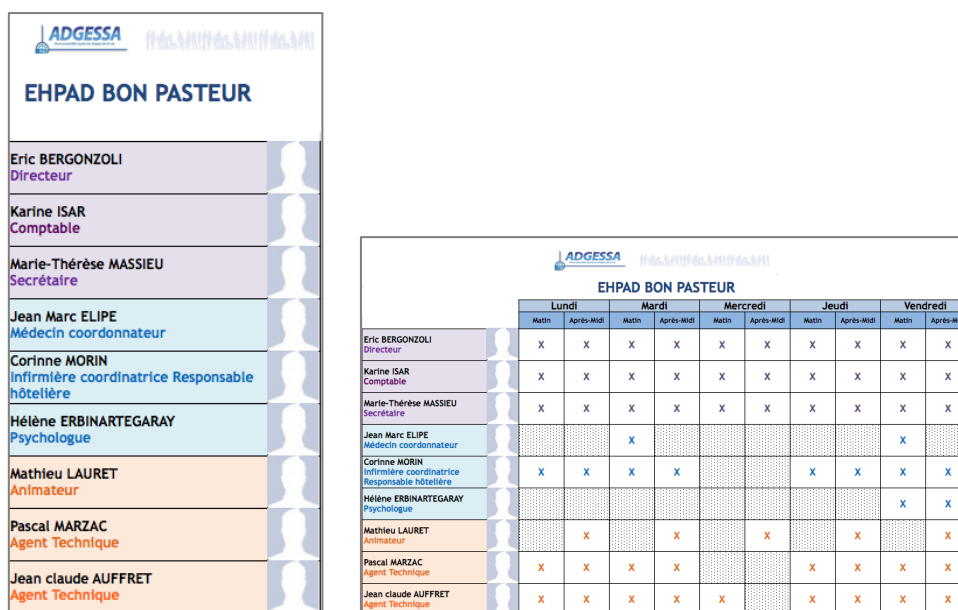 ADGESSA
EHPAD BON PASTEUR
Eric BERGONZOLI
Directeur
Karine ISAR
Comptable
Marie-Thérèse MASSIEU
Secrétaire
Jean Marc ELIPE
Médecin coordonnateur
Corinne MORIN
Infirmière coordinatrice Responsable
hôtelière
Hélène ERBINARTEGARAY
Psychologue
Mathieu LAURET
Animateur
Pascal MARZAC
Agent Technique
Jean claude AUFFRET
Agent Technique
ADGESSA
EHPAD BON PASTEUR
Lundi Mardi Mercredi Jeudi Vendredi
Matin Après-Midi Matin Après-Midi Matin Après-Midi Matin Après-Midi Matin Après-M
Eric BERGONZOLI
Directeur
X X X X X X X X X X
Karine ISAR
Comptable
X X X X X X X X X X
Marie-Thérèse MASSIEU
Secrétaire
X X X X X X X X X X
Jean Marc ELIPE
Médecin coordonnateur
X X
Corinne MORIN
Infirmière coordinatrice
Responsable hôtelière
X X X X X X X X
Hélène ERBINARTEGARAY
Psychologue
X X
Mathieu LAURET
Animateur
X X X X X
Pascal MARZAC
Agent Technique
X X X X X X X X
Jean claude AUFFRET
Agent Technique
X X X X X X X X X